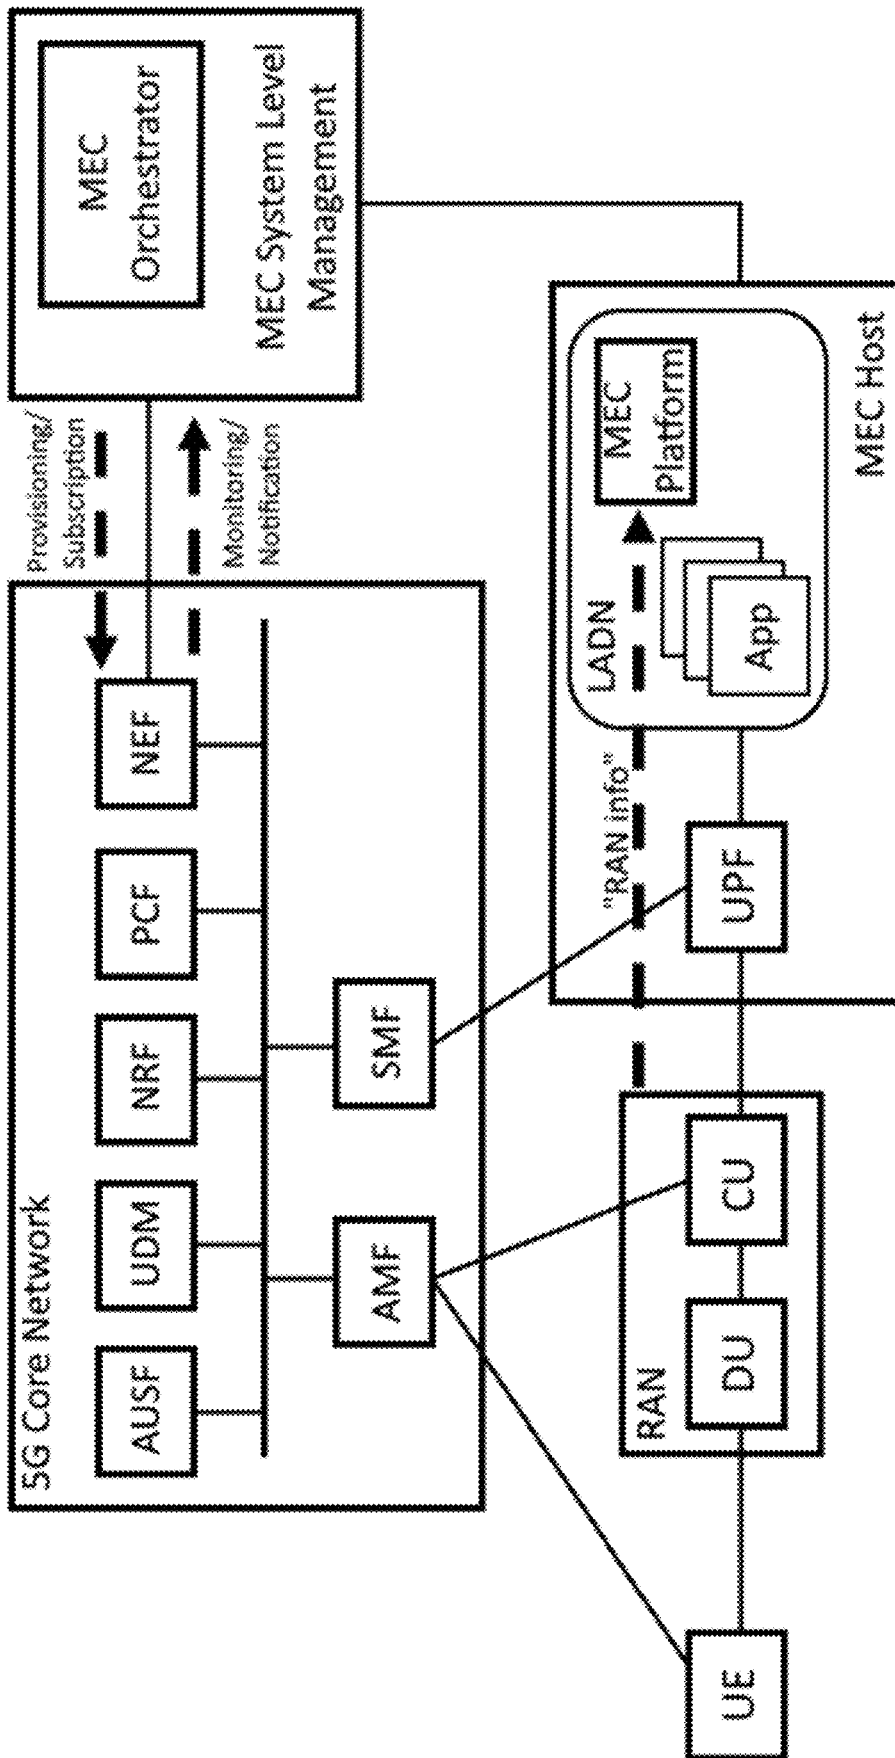 5G Core Network
AUSF
UDM
NRF
PCF
NEF
AMF
SMF
Provisioning/
Subscription
Monitoring/
Notification
MEC
Orchestrator
MEC System Level
Management
UE
RAN
DU
CU
"RAN info"
UPF
LADN
App
MEC
Platform
MEC Host